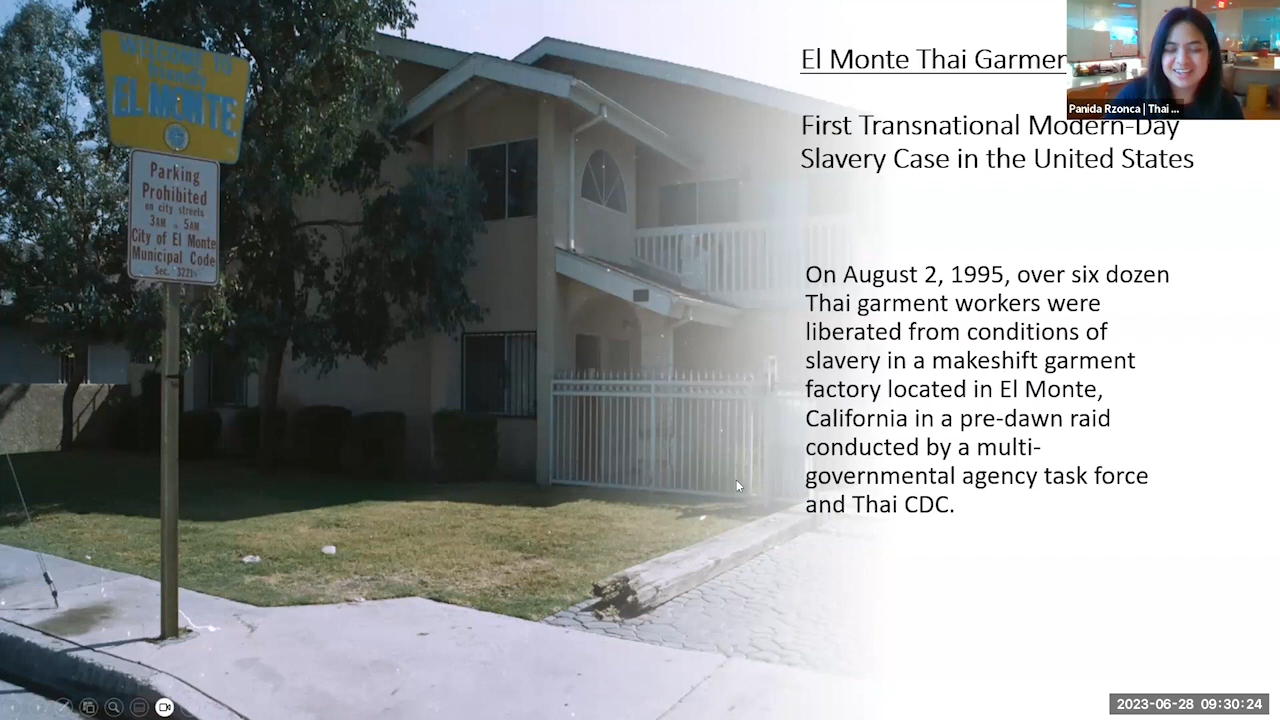 WELCOME TO
Friendly
EL MONTE
Parking
Prohibited
on city streets
3AM to 5AM
City of El Monte
Municipal Code
Sec. 3221
El Monte Thai Garmen
Panida Rzonca | Thai ...
First Transnational Modern-Day
Slavery Case in the United States
On August 2, 1995, over six dozen
Thai garment workers were
liberated from conditions of
slavery in a makeshift garment
factory located in El Monte,
California in a pre-dawn raid
conducted by a multi-
governmental agency task force
and Thai CDC.
2023-06-28 09:30:24